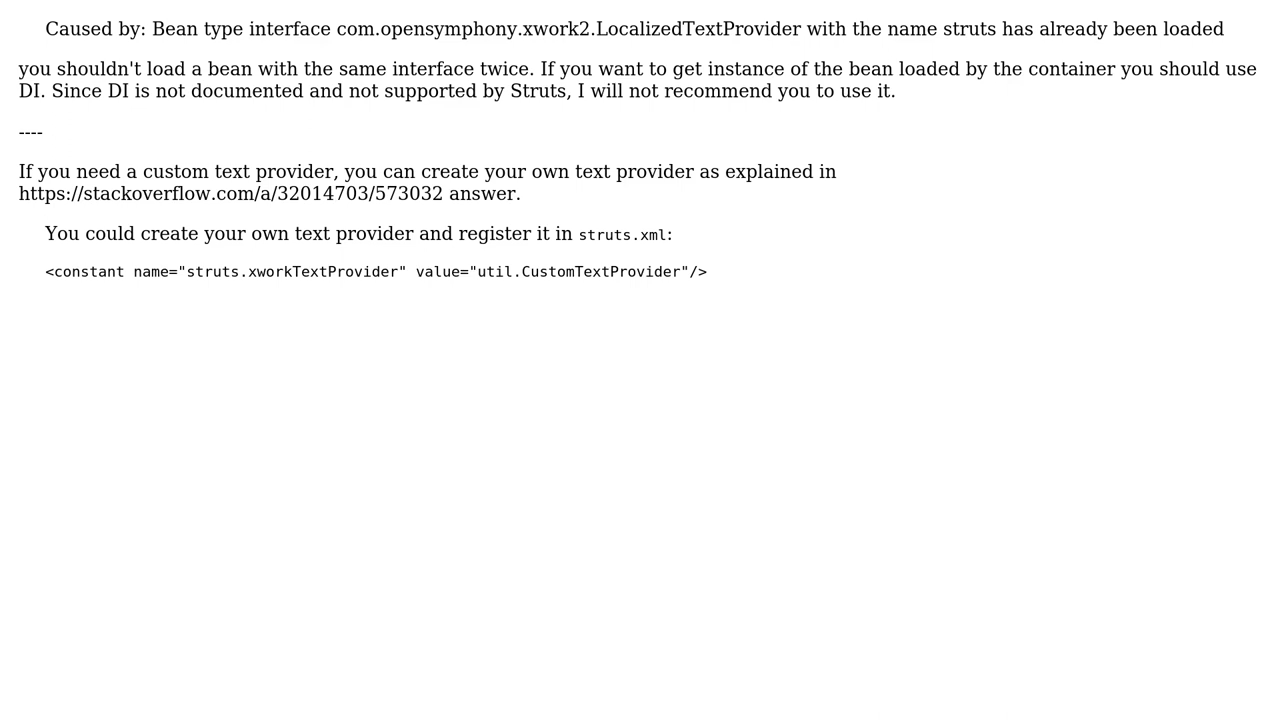 Caused by: Bean type interface com.opensymphony.xwork2.LocalizedTextProvider with the name struts has already been loaded
you shouldn't load a bean with the same interface twice. If you want to get instance of the bean loaded by the container you should use
DI. Since DI is not documented and not supported by Struts, I will not recommend you to use it.
----
If you need a custom text provider, you can create your own text provider as explained in
https://stackoverflow.com/a/32014703/573032 answer.
You could create your own text provider and register it in struts.xml:
<constant name="struts.xworkTextProvider" value="util.CustomTextProvider"/>